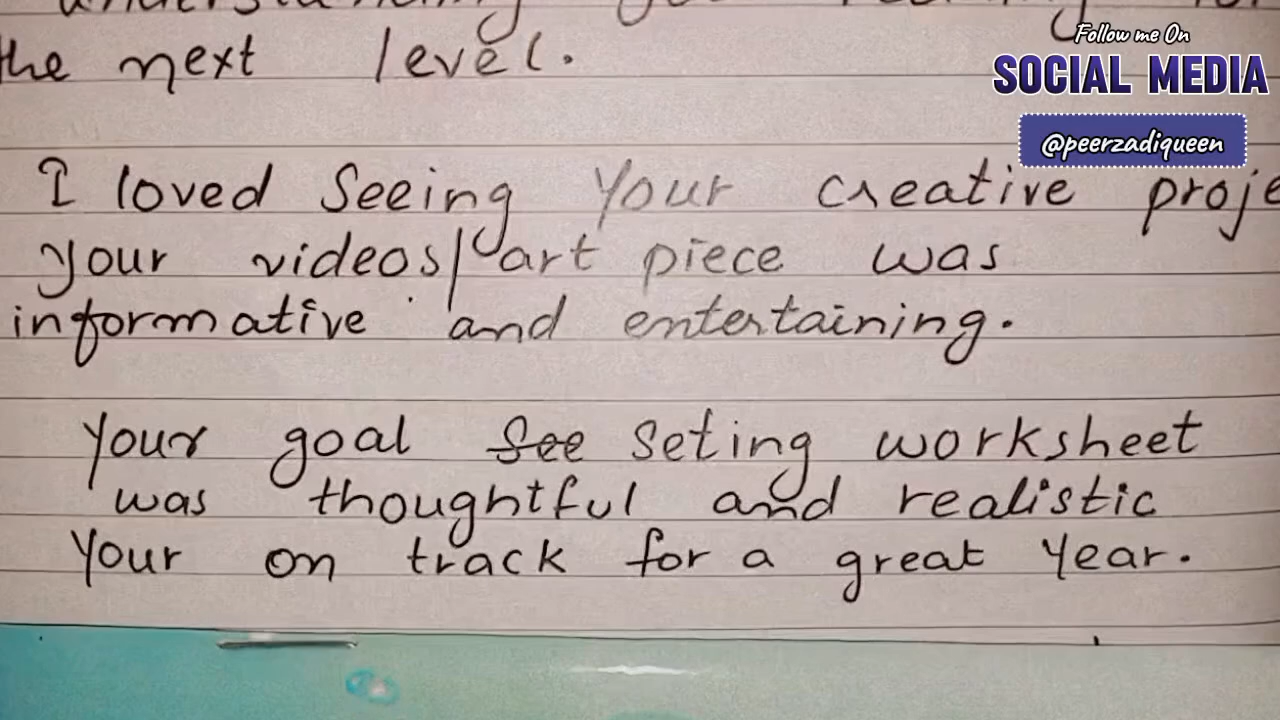 the next level.
Follow me On
SOCIAL MEDIA
@peerzadiqueen
I loved Seeing Your creative proje
your videos/art piece was
informative and entertaining.
Your goal See Seting worksheet
was thoughtful and realistic
Your on track for a great Year.